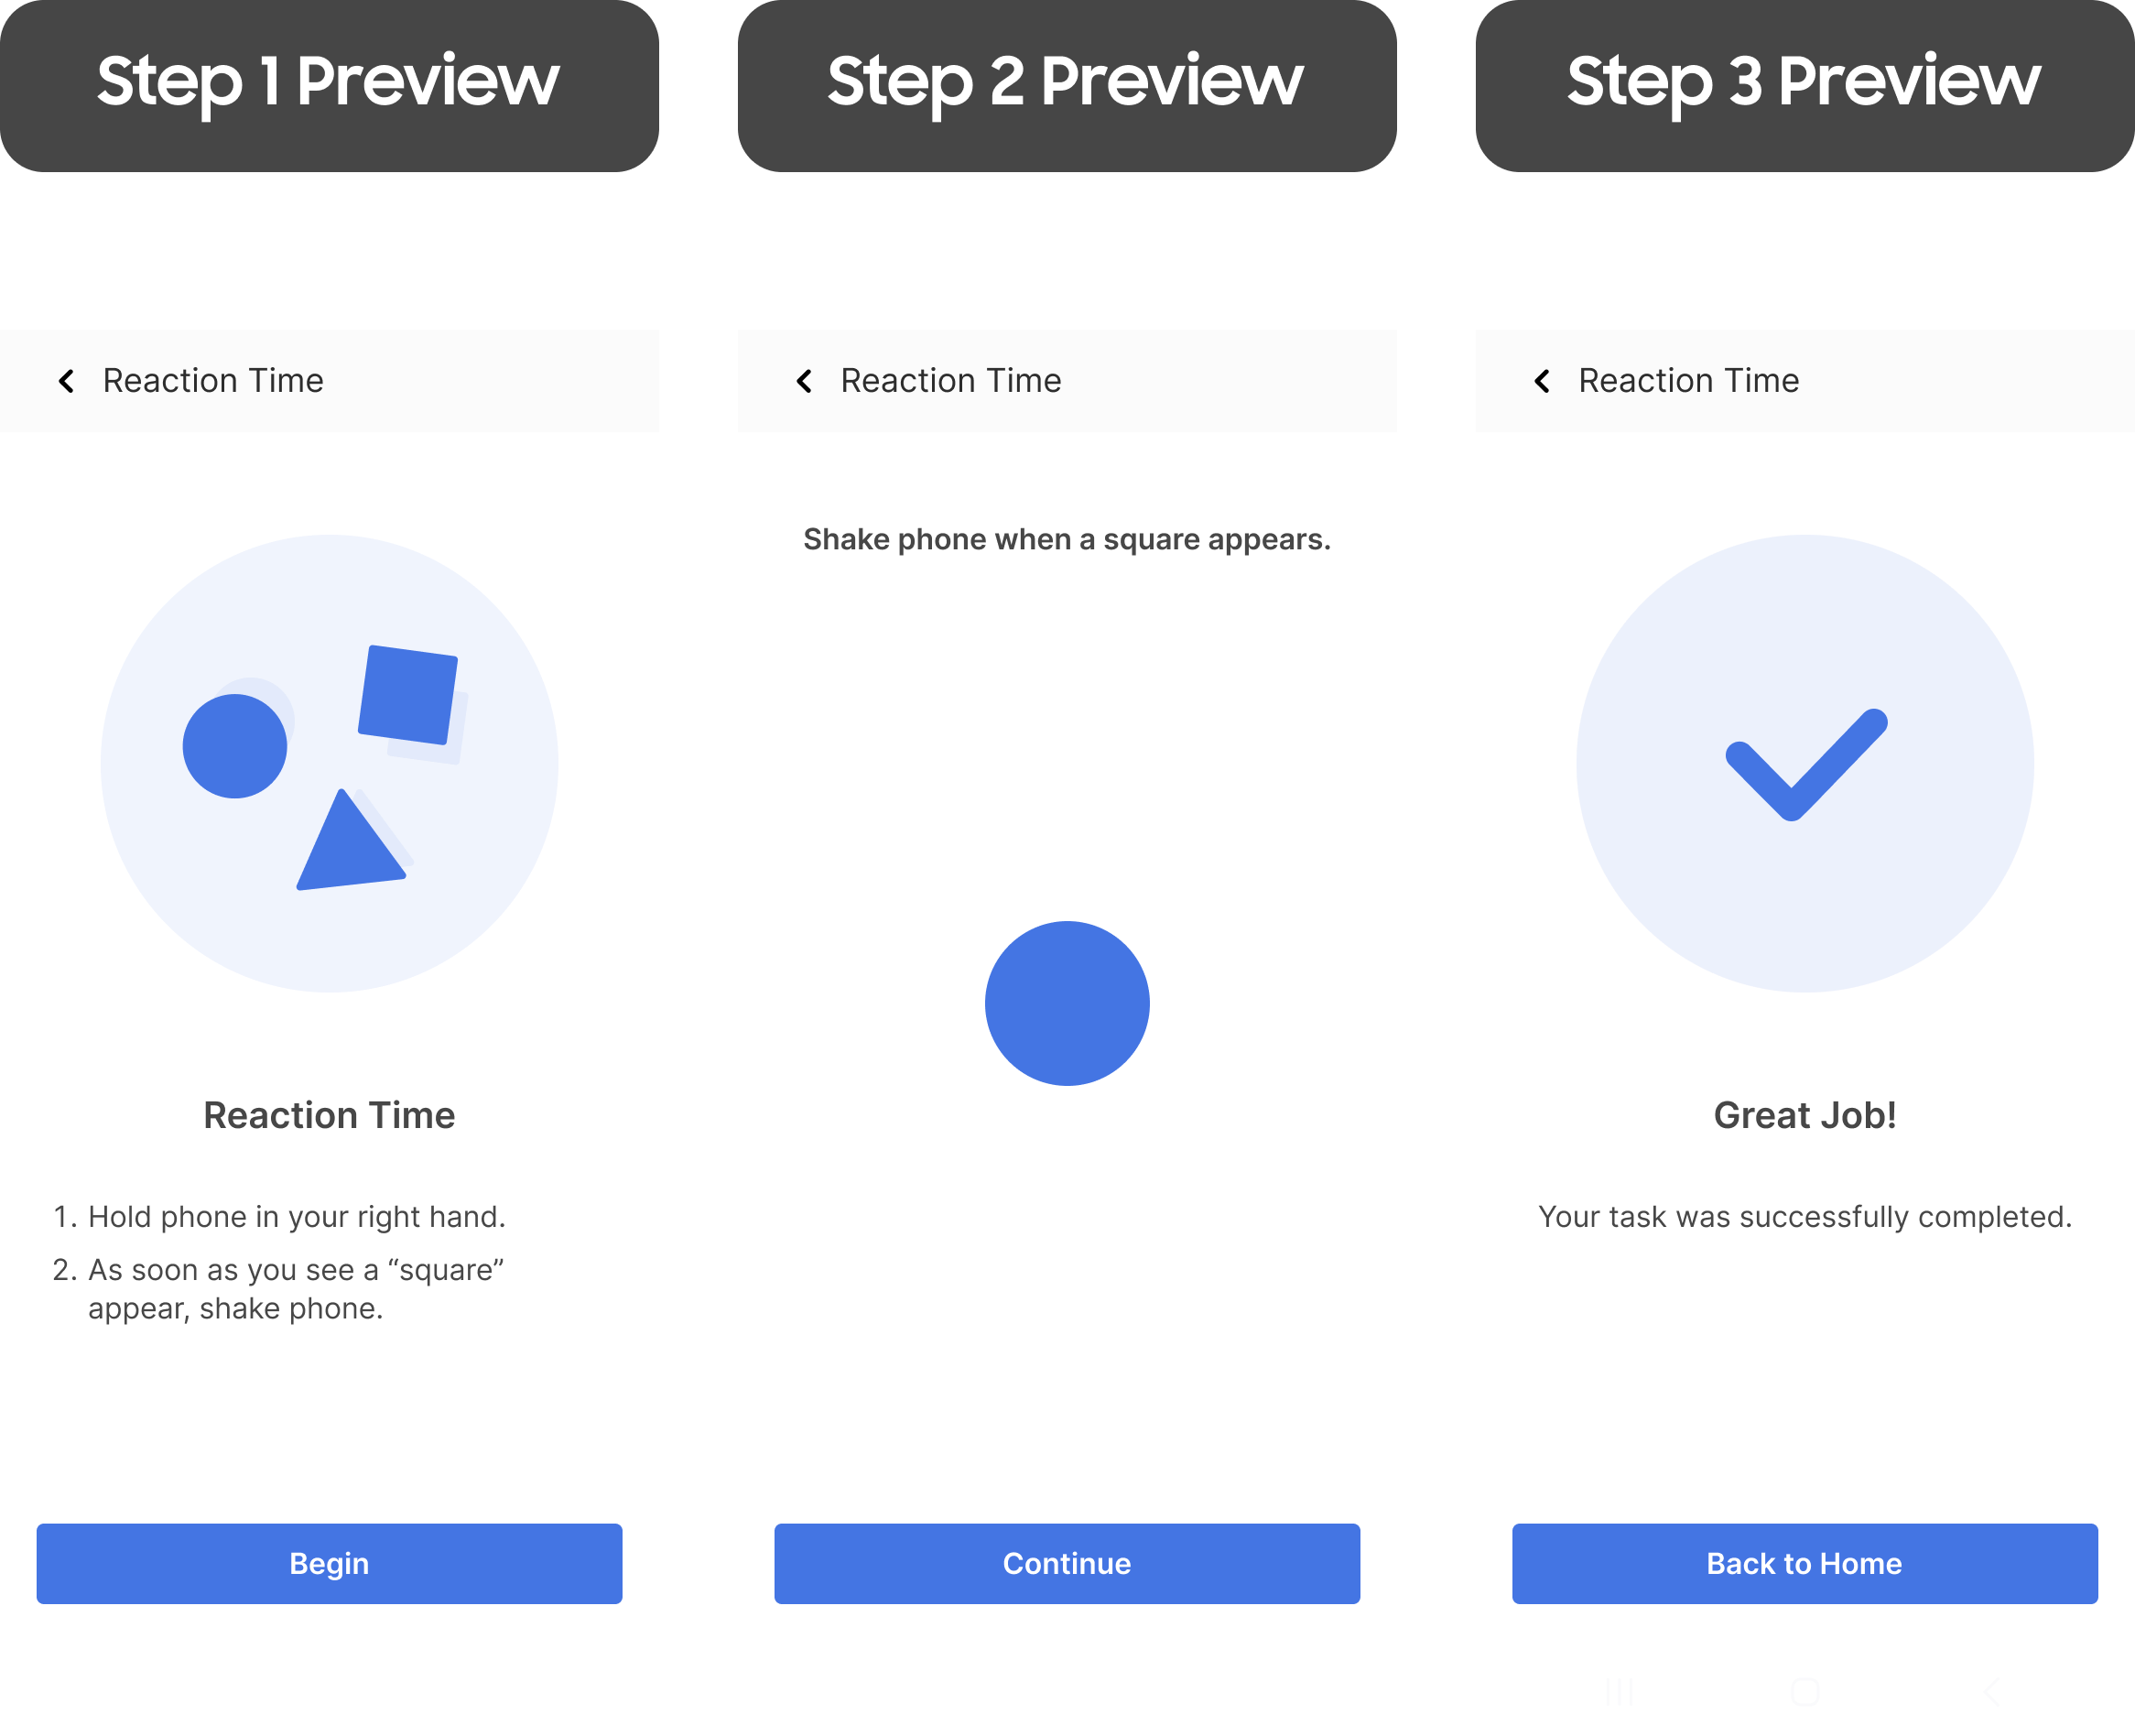 Step 1 Preview
Reaction Time
Reaction Time
1. Hold phone in your right hand.
2. As soon as you see a “square”
appear, shake phone.
Begin
Step 2 Preview
Reaction Time
Shake phone when a square appears.
Continue
Step 3 Preview
Reaction Time
Great Job!
Your task was successfully completed.
Back to Home